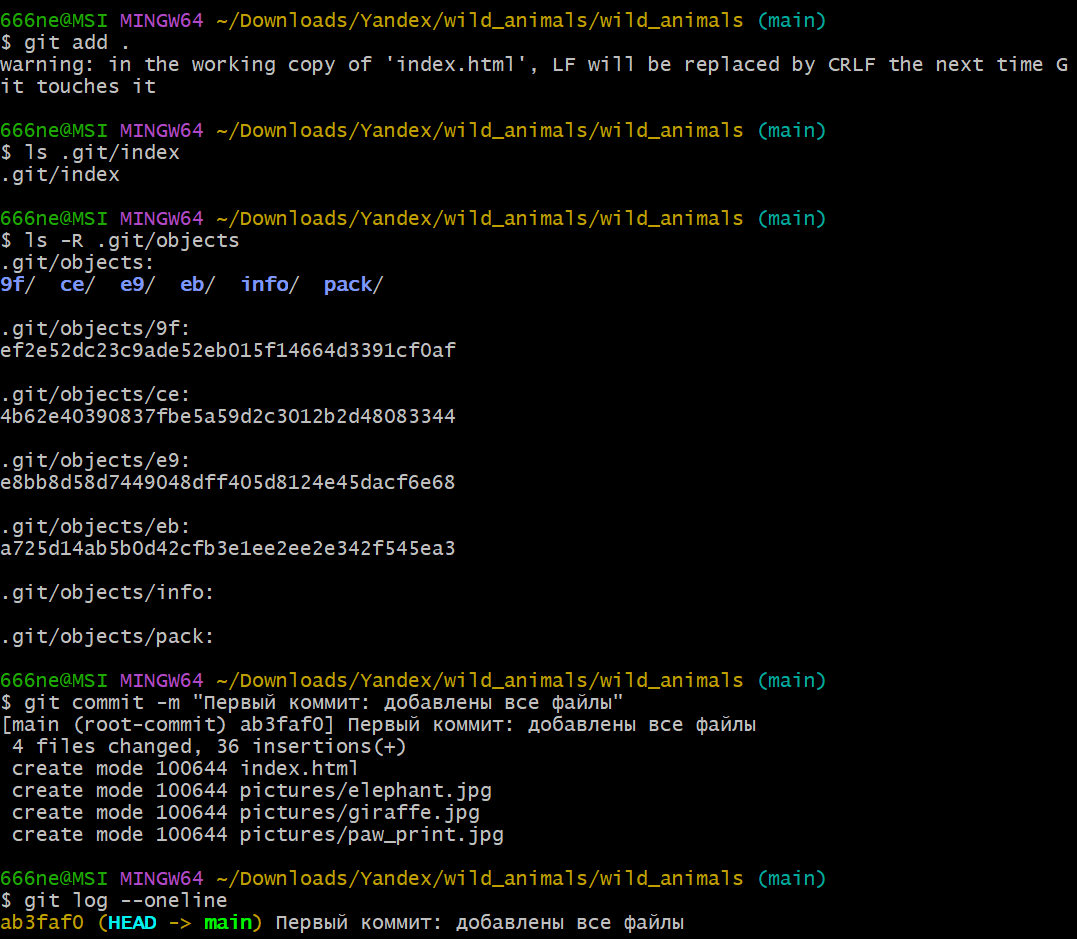 666ne@MSI MINGW64 ~/Downloads/Yandex/wild_animals/wild_animals (main)
$ git add .
warning: in the working copy of 'index.html', LF will be replaced by CRLF the next time G
it touches it
666ne@MSI MINGW64 ~/Downloads/Yandex/wild_animals/wild_animals (main)
$ ls .git/index
.git/index
666ne@MSI MINGW64 ~/Downloads/Yandex/wild_animals/wild_animals (main)
$ ls -R .git/objects
.git/objects:
9f/  ce/  e9/  eb/  info/  pack/
.git/objects/9f:
ef2e52dc23c9ade52eb015f14664d3391cf0af
.git/objects/ce:
4b62e40390837fbe5a59d2c3012b2d48083344
.git/objects/e9:
e8bb8d58d7449048dff405d8124e45dacf6e68
.git/objects/eb:
a725d14ab5b0d42cfb3e1ee2ee2e342f545ea3
.git/objects/info:
.git/objects/pack:
666ne@MSI MINGW64 ~/Downloads/Yandex/wild_animals/wild_animals (main)
$ git commit -m "Первый коммит: добавлены все файлы"
[main (root-commit) ab3faf0] Первый коммит: добавлены все файлы
 4 files changed, 36 insertions(+)
 create mode 100644 index.html
 create mode 100644 pictures/elephant.jpg
 create mode 100644 pictures/giraffe.jpg
 create mode 100644 pictures/paw_print.jpg
666ne@MSI MINGW64 ~/Downloads/Yandex/wild_animals/wild_animals (main)
$ git log --oneline
ab3faf0 (HEAD -> main) Первый коммит: добавлены все файлы